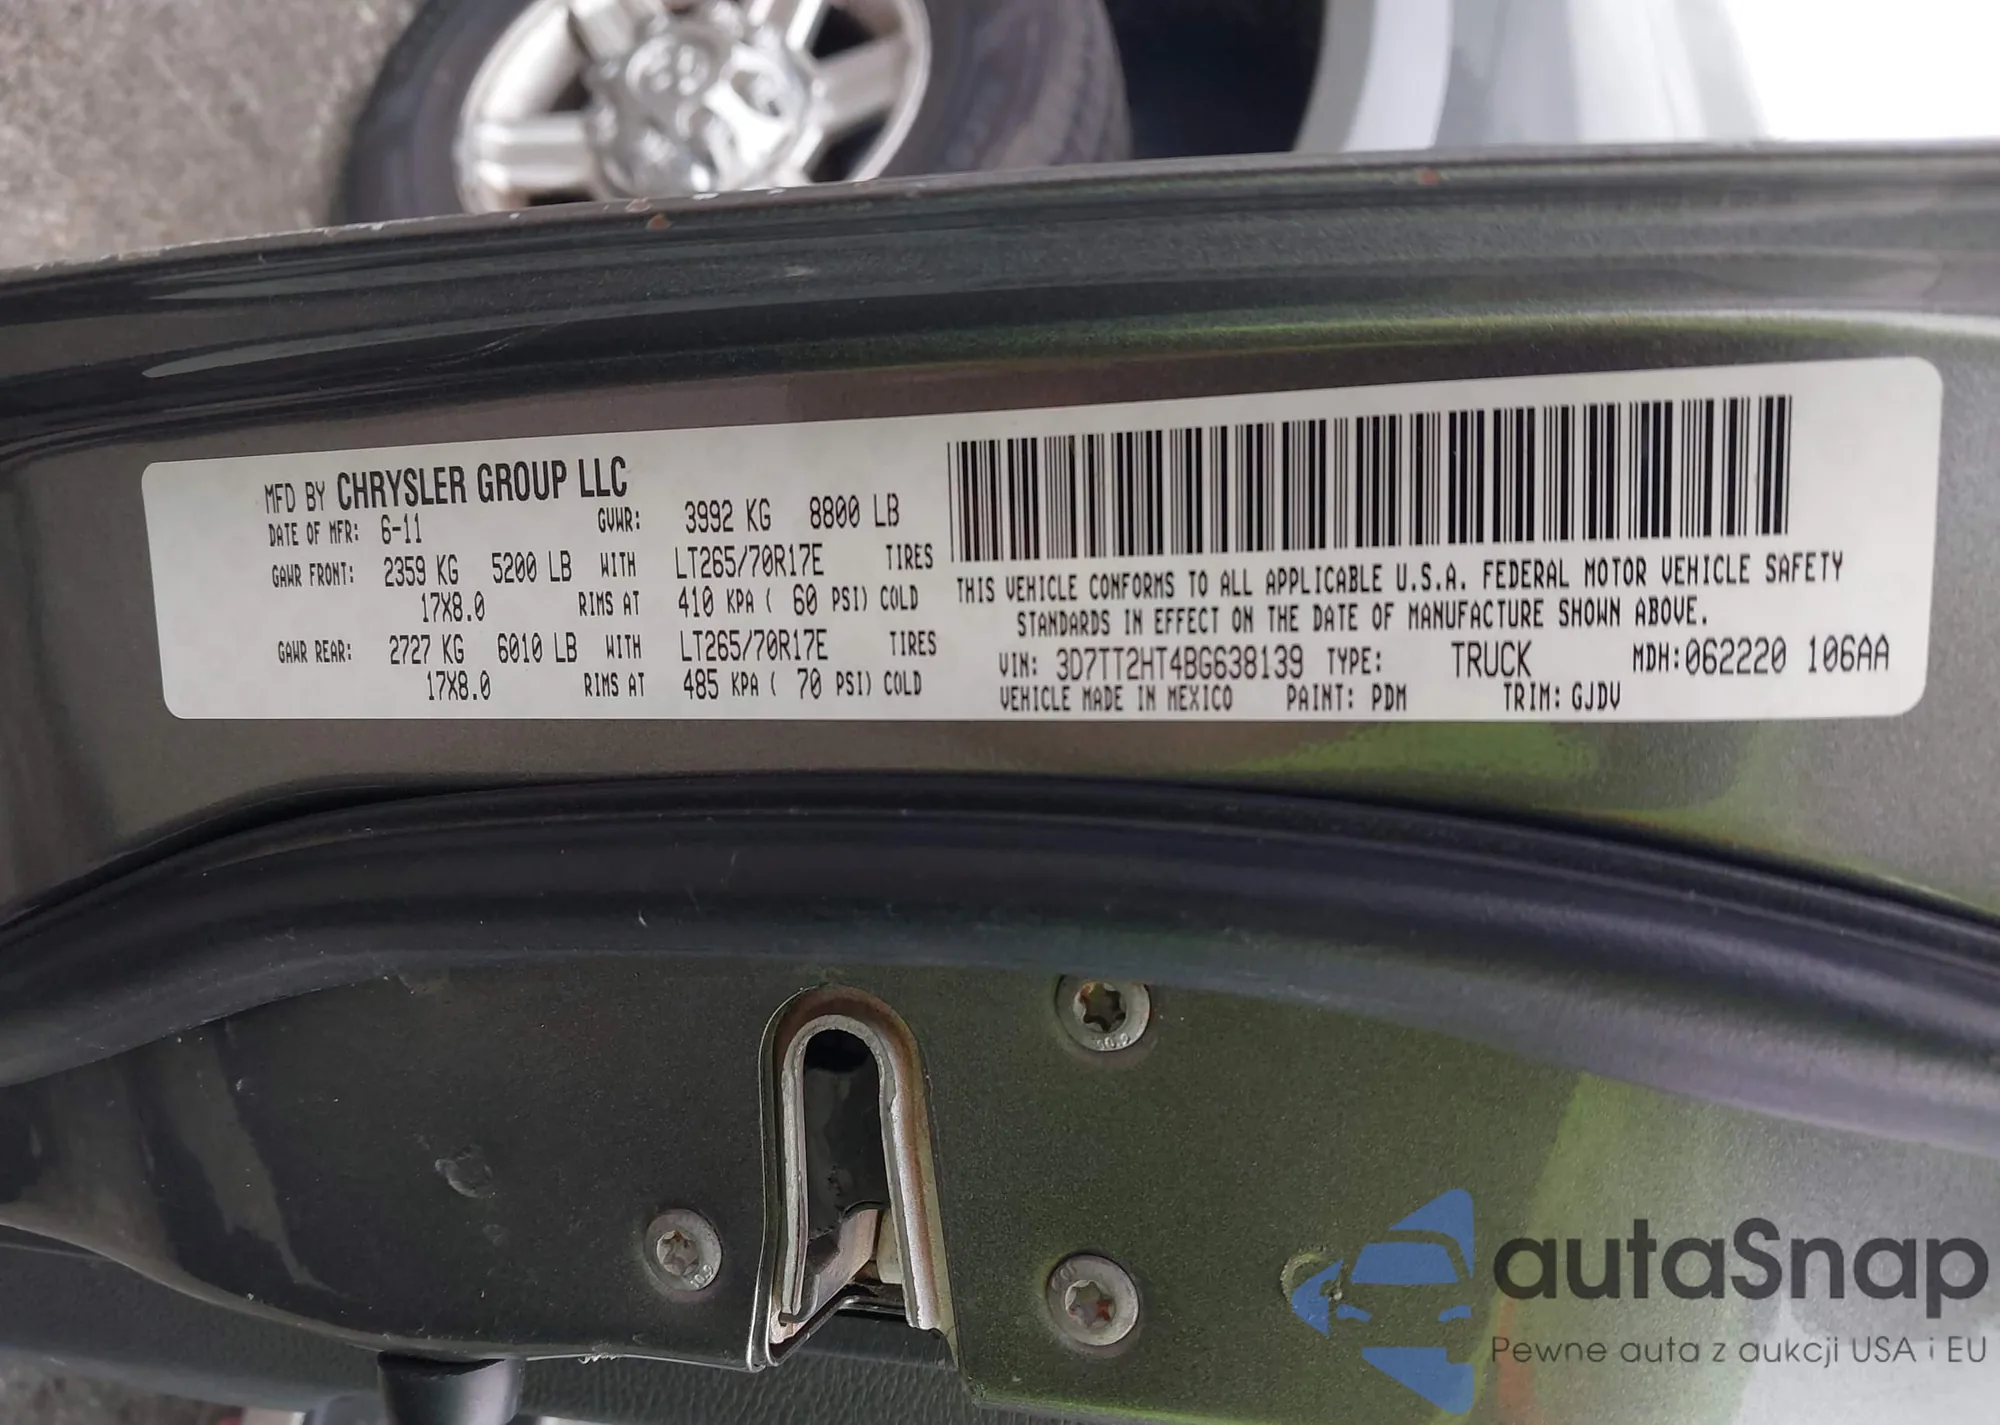 MFD BY CHRYSLER GROUP LLC
DATE OF MFR: 6-11 GVWR: 3992 KG 8800 LB
GAWR FRONT: 2359 KG 5200 LB WITH LT265/70R17E TIRES
17X8.0 RIMS AT 410 KPA ( 60 PSI) COLD
GAWR REAR: 2727 KG 6010 LB WITH LT265/70R17E TIRES
17X8.0 RIMS AT 485 KPA ( 70 PSI) COLD
THIS VEHICLE CONFORMS TO ALL APPLICABLE U.S.A. FEDERAL MOTOR VEHICLE SAFETY
STANDARDS IN EFFECT ON THE DATE OF MANUFACTURE SHOWN ABOVE.
VIN: 3D7TT2HT4BG638139 TYPE: TRUCK MDH:062220 106AA
VEHICLE MADE IN MEXICO PAINT: PDM TRIM: GJDV
autaSnap
Pewne auta z aukcji USA i EU